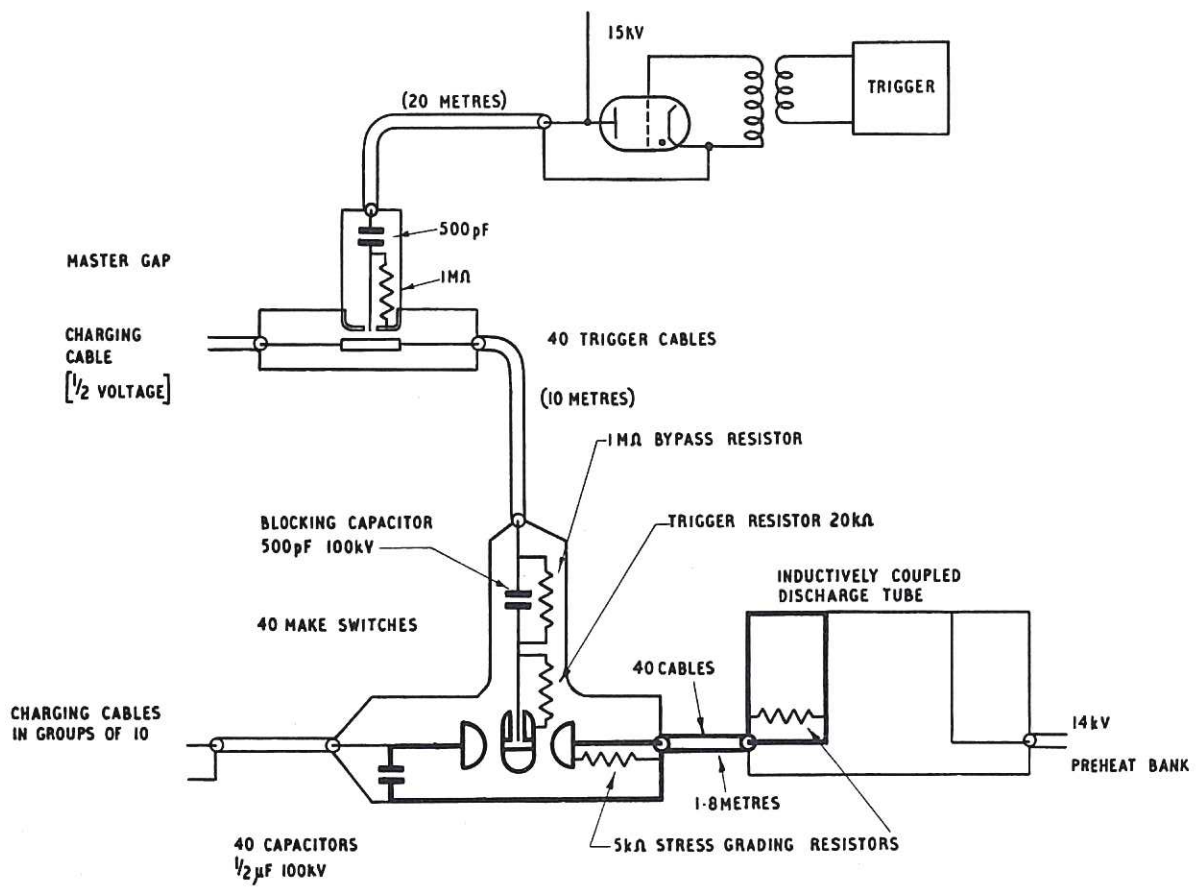 15kV
(20 METRES)
TRIGGER
500pF
MASTER GAP
1MΩ
CHARGING
CABLE
[1/2 VOLTAGE]
40 TRIGGER CABLES
(10 METRES)
1MΩ BYPASS RESISTOR
BLOCKING CAPACITOR
500pF 100kV
TRIGGER RESISTOR 20kΩ
INDUCTIVELY COUPLED
DISCHARGE TUBE
40 MAKE SWITCHES
40 CABLES
CHARGING CABLES
IN GROUPS OF 10
14kV
PREHEAT BANK
1·8 METRES
40 CAPACITORS
1/2μF 100kV
5kΩ STRESS GRADING RESISTORS